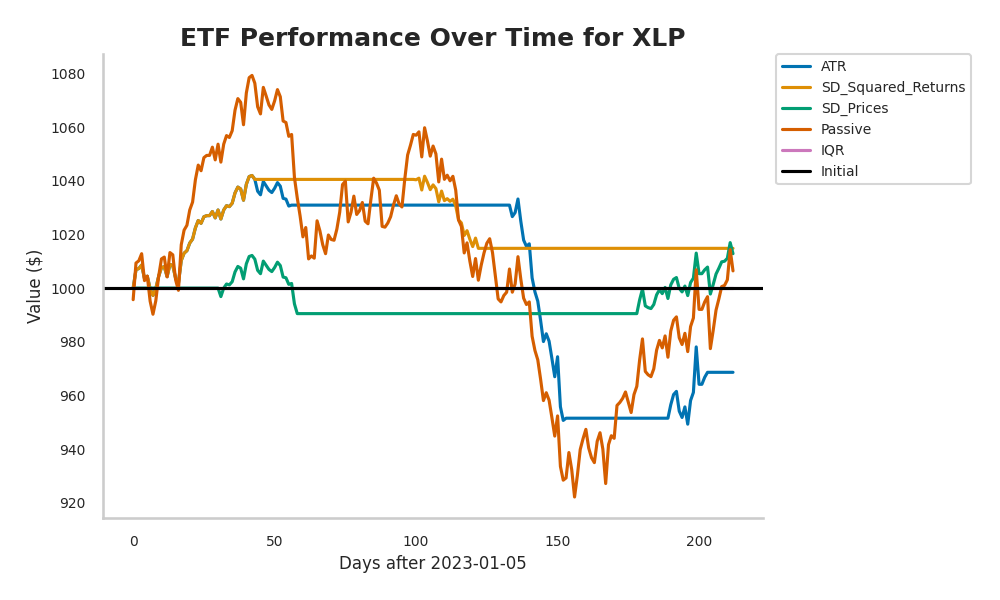 ETF Performance Over Time for XLP
ATR
SD_Squared_Returns
SD_Prices
Passive
IQR
Initial
1080
1060
1040
1020
1000
980
960
940
920
Value ($)
0 50 100 150 200
Days after 2023-01-05